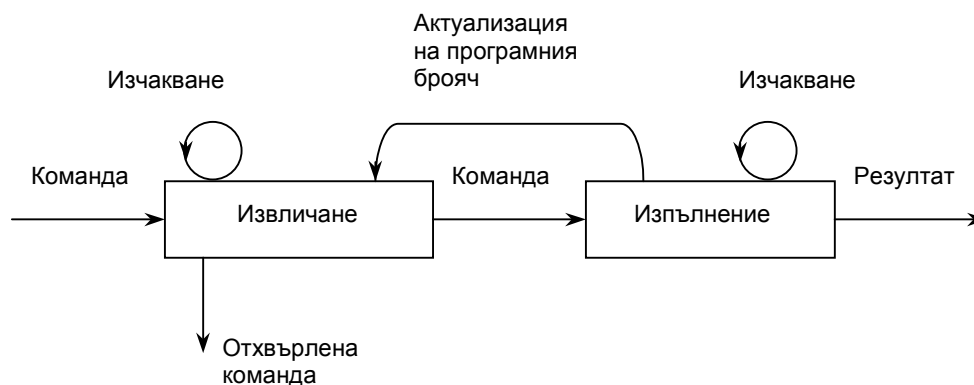 Актуализация
на програмния
брояч
Изчакване
Изчакване
Команда
Команда
Резултат
Извличане
Изпълнение
Отхвърлена
команда